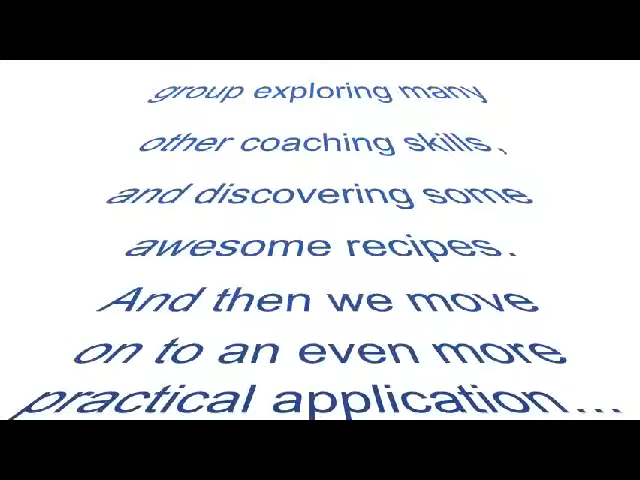 group exploring many
other coaching skills,
and discovering some
awesome recipes.
And then we move
on to an even more
practical application...